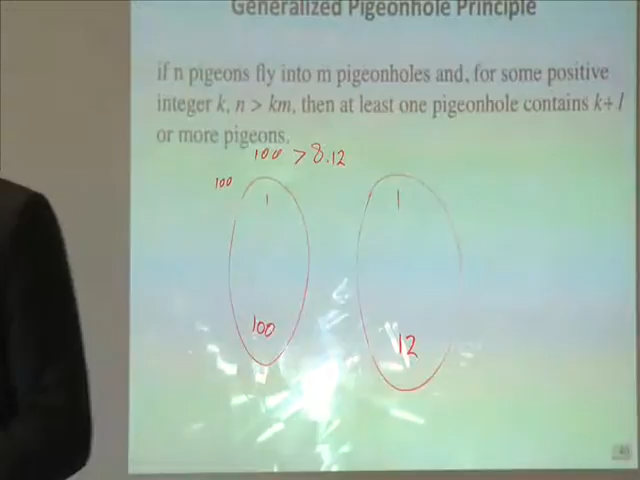 Generalized Pigeonhole Principle
if n pigeons fly into m pigeonholes and, for some positive
integer k, n > km, then at least one pigeonhole contains k+1
or more pigeons.
100 > 8.12
100
1 1
100 12